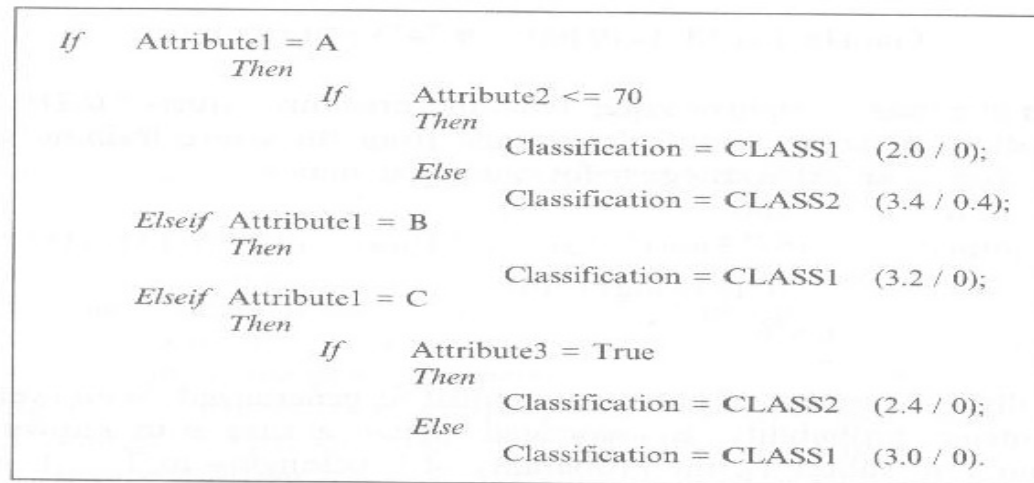 If Attribute1 = A
Then
If Attribute2 <= 70
Then
Classification = CLASS1 (2.0 / 0);
Else
Classification = CLASS2 (3.4 / 0.4);
Elseif Attribute1 = B
Then
Classification = CLASS1 (3.2 / 0);
Elseif Attribute1 = C
Then
If Attribute3 = True
Then
Classification = CLASS2 (2.4 / 0);
Else
Classification = CLASS1 (3.0 / 0).